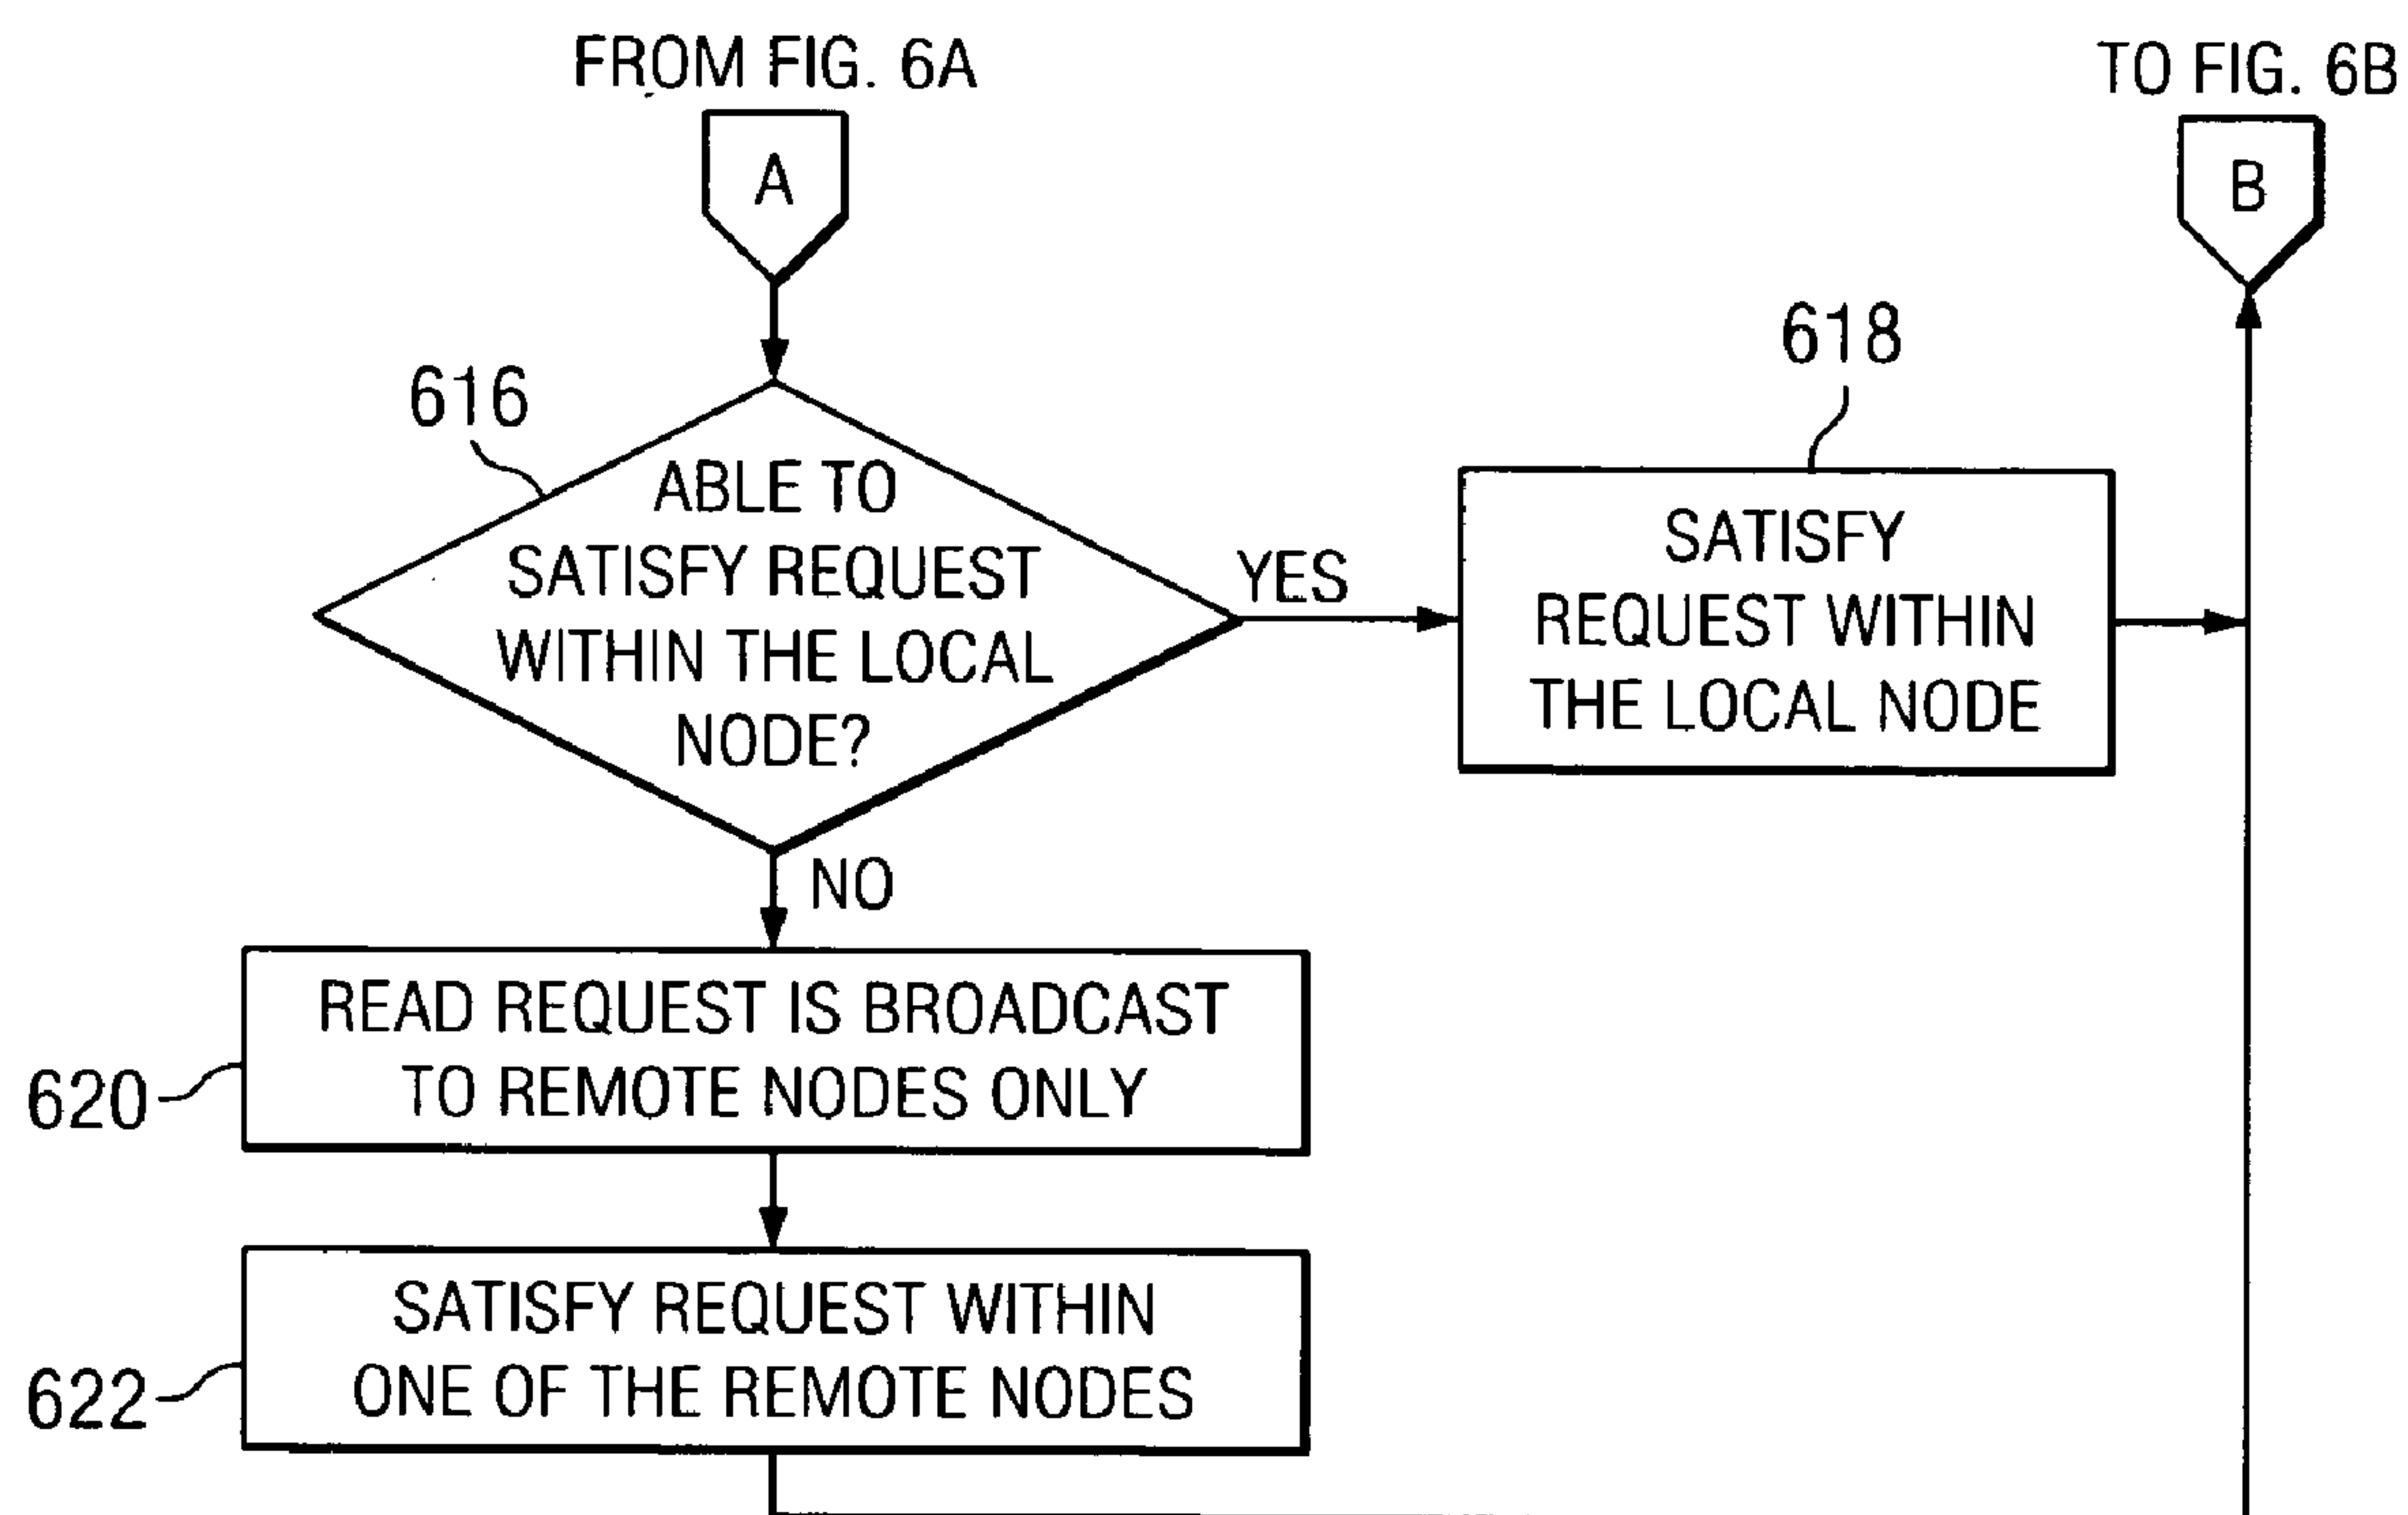 FROM FIG. 6A
A
TO FIG. 6B
B
616
ABLE TO
SATISFY REQUEST
WITHIN THE LOCAL
NODE?
YES
618
SATISFY
REQUEST WITHIN
THE LOCAL NODE
NO
620
READ REQUEST IS BROADCAST
TO REMOTE NODES ONLY
622
SATISFY REQUEST WITHIN
ONE OF THE REMOTE NODES